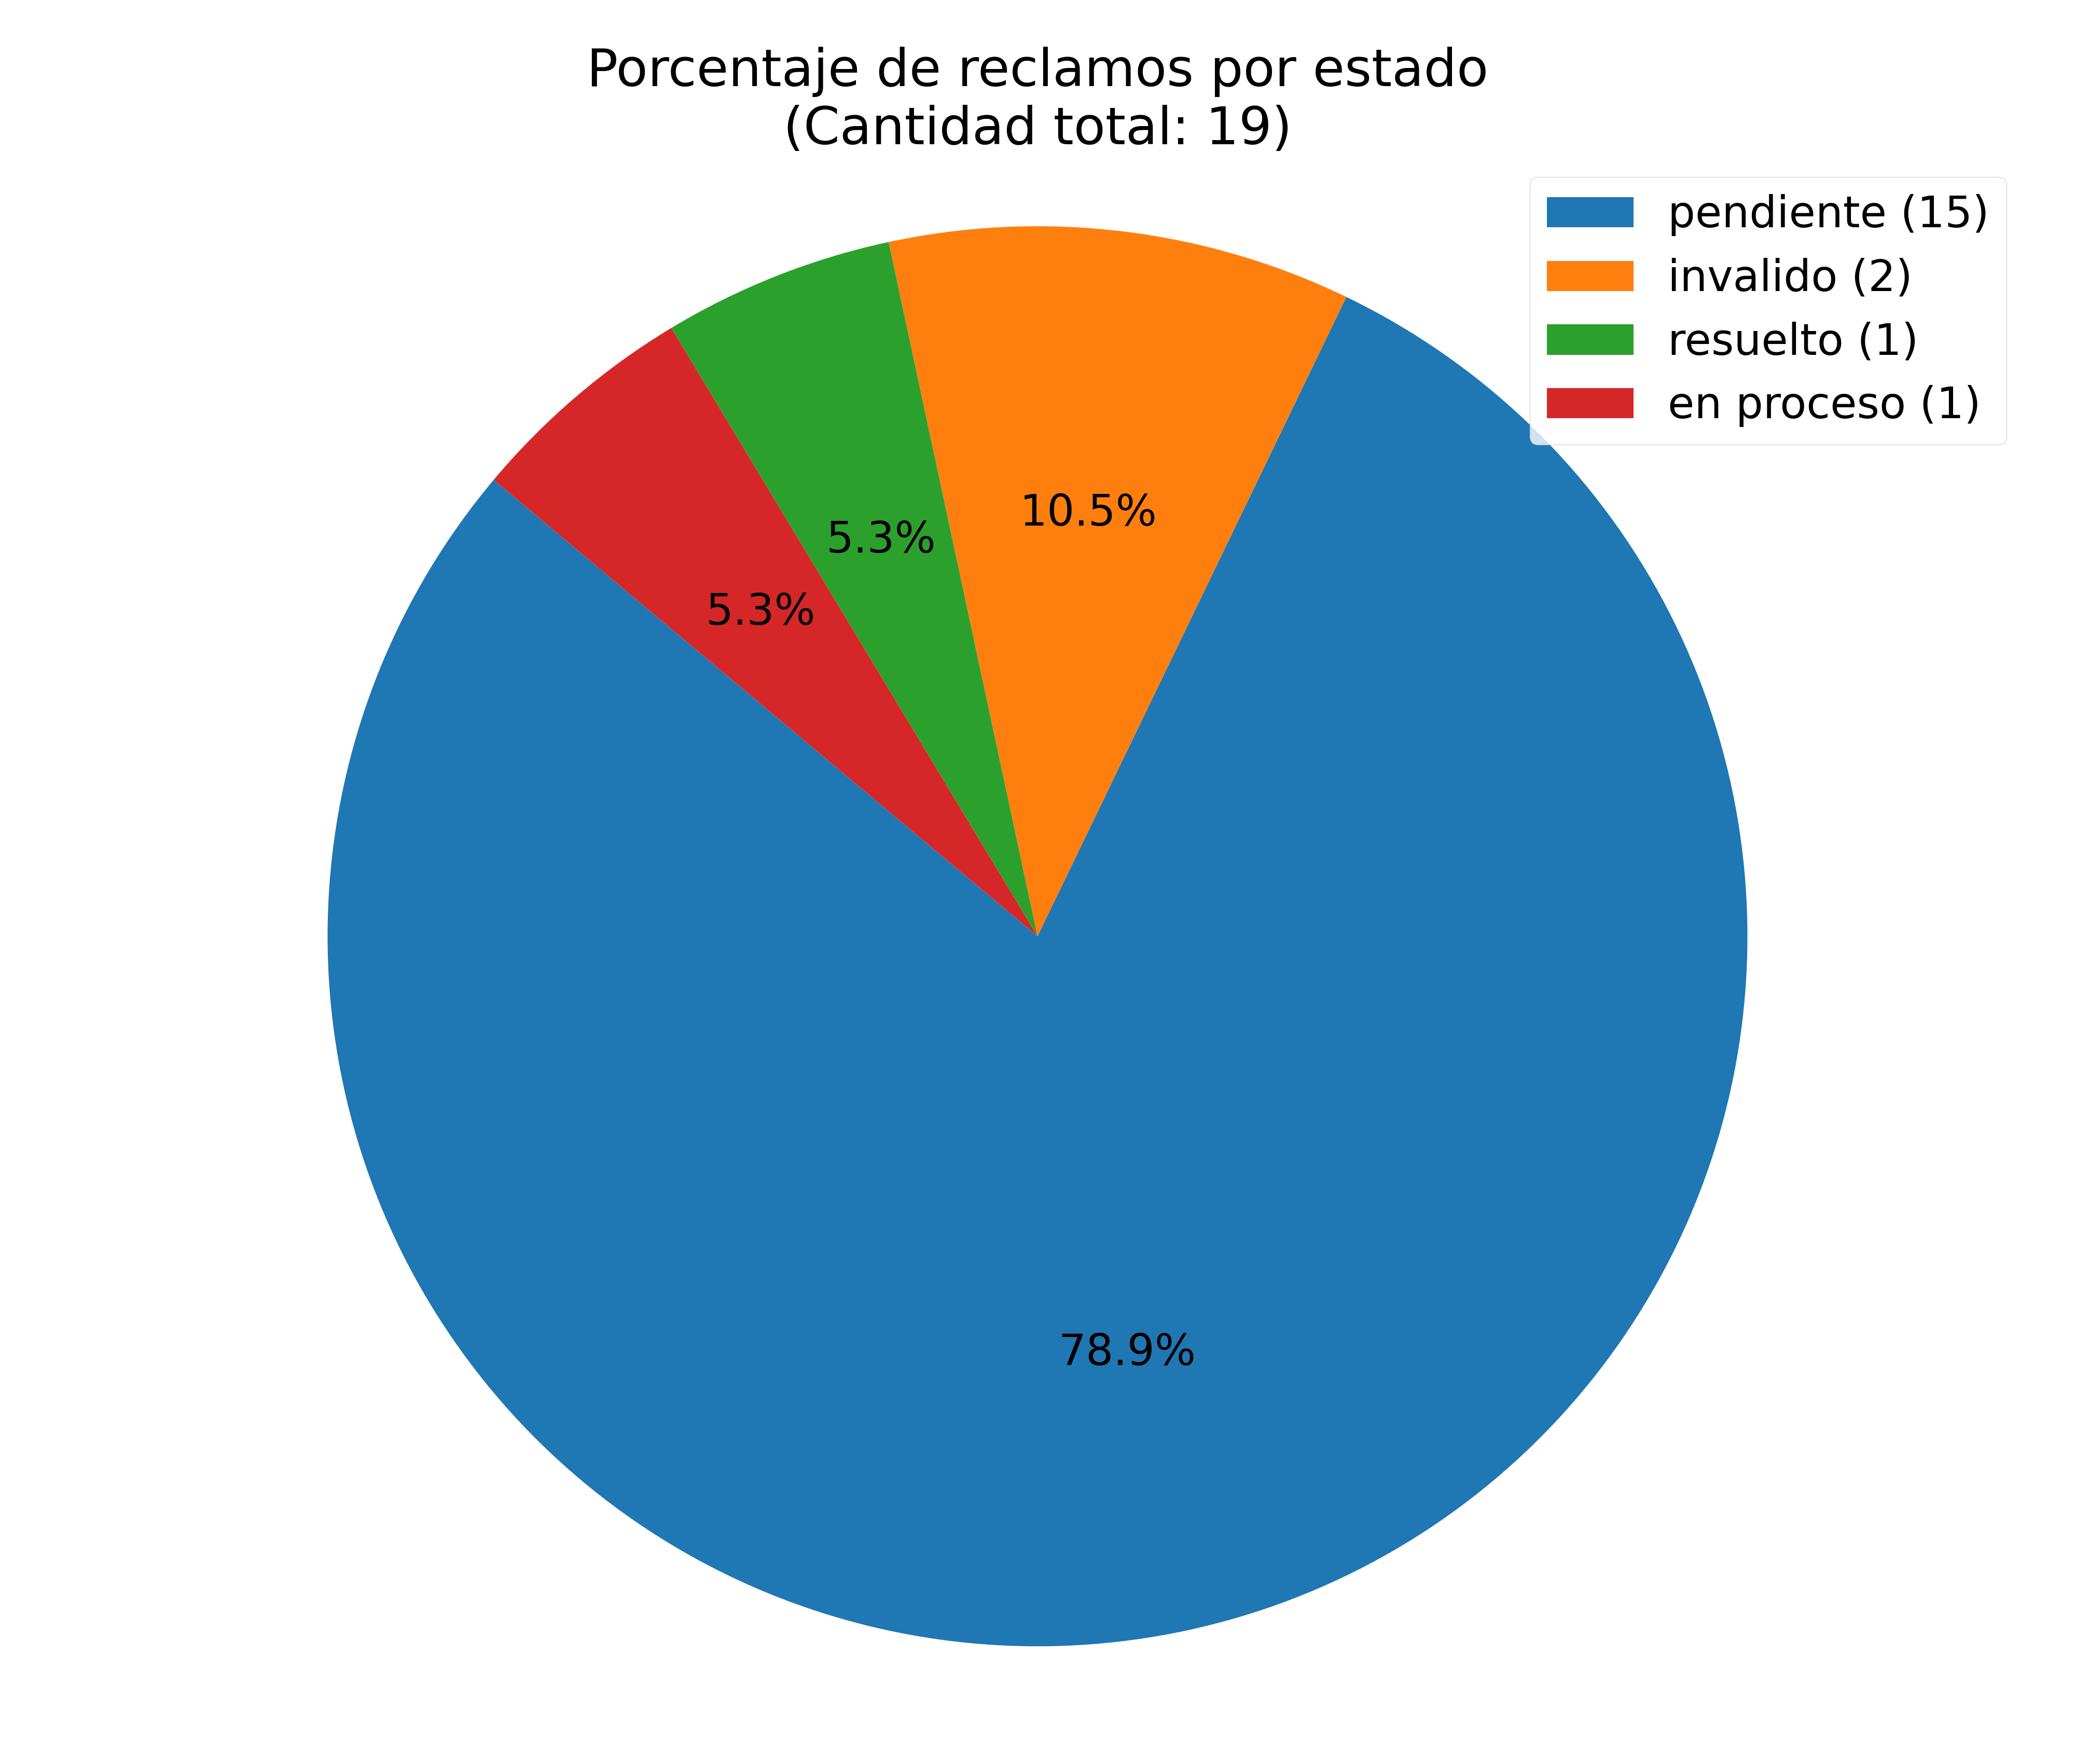 Porcentaje de reclamos por estado
(Cantidad total: 19)
pendiente (15)
invalido (2)
resuelto (1)
en proceso (1)
10.5%
5.3%
5.3%
78.9%